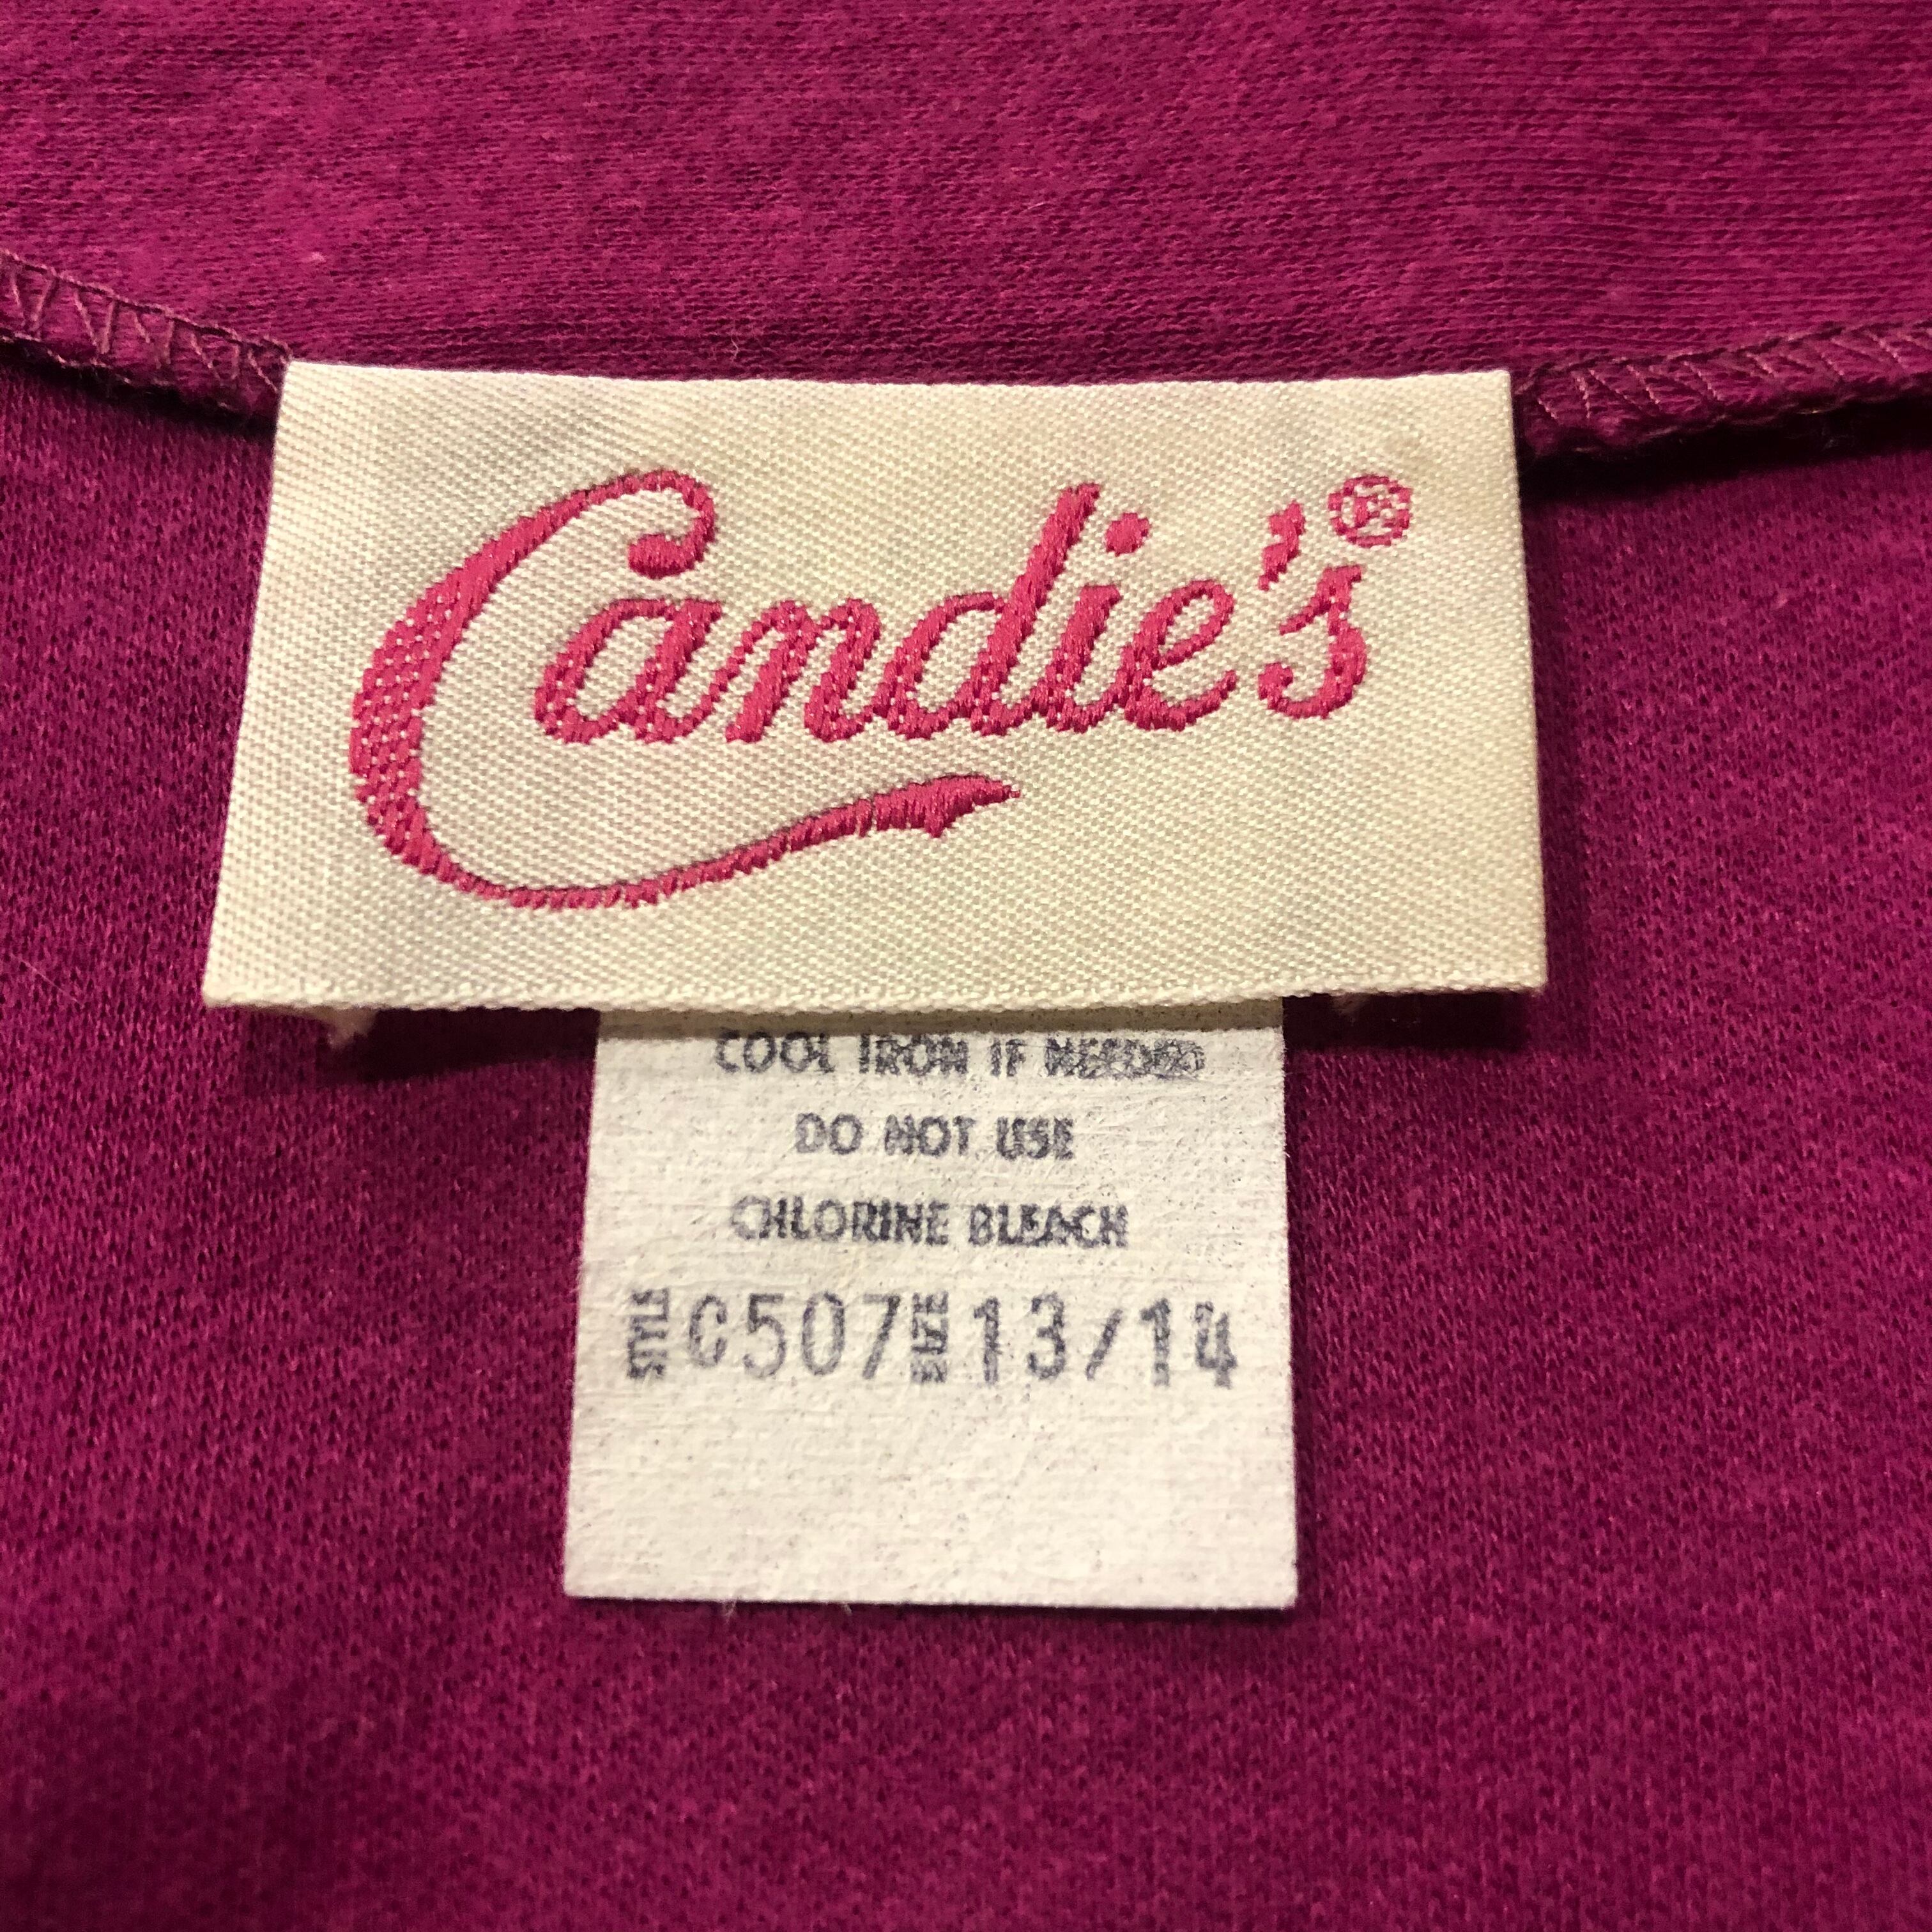 Candie's®
COOL IRON IF NEEDED
DO NOT USE
CHLORINE BLEACH
STYLE C507 SIZE 13/14